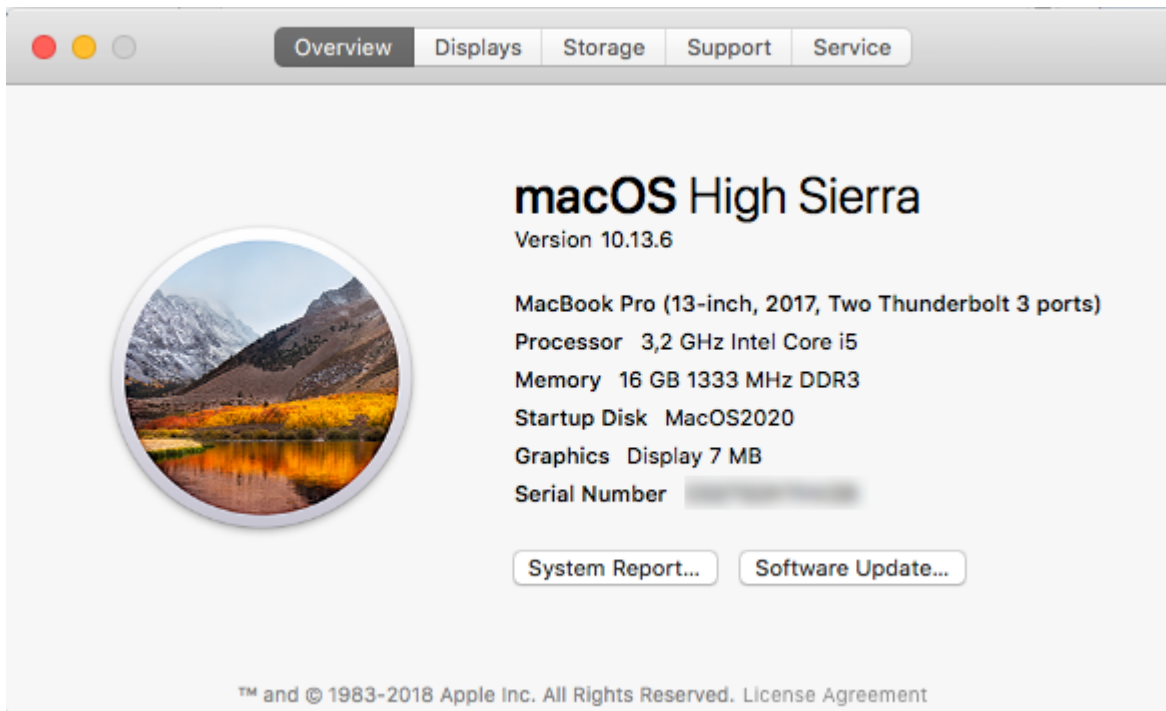 Overview Displays Storage Support Service
macOS High Sierra
Version 10.13.6
MacBook Pro (13-inch, 2017, Two Thunderbolt 3 ports)
Processor 3,2 GHz Intel Core i5
Memory 16 GB 1333 MHz DDR3
Startup Disk MacOS2020
Graphics Display 7 MB
Serial Number
System Report...
Software Update...
™ and © 1983-2018 Apple Inc. All Rights Reserved. License Agreement